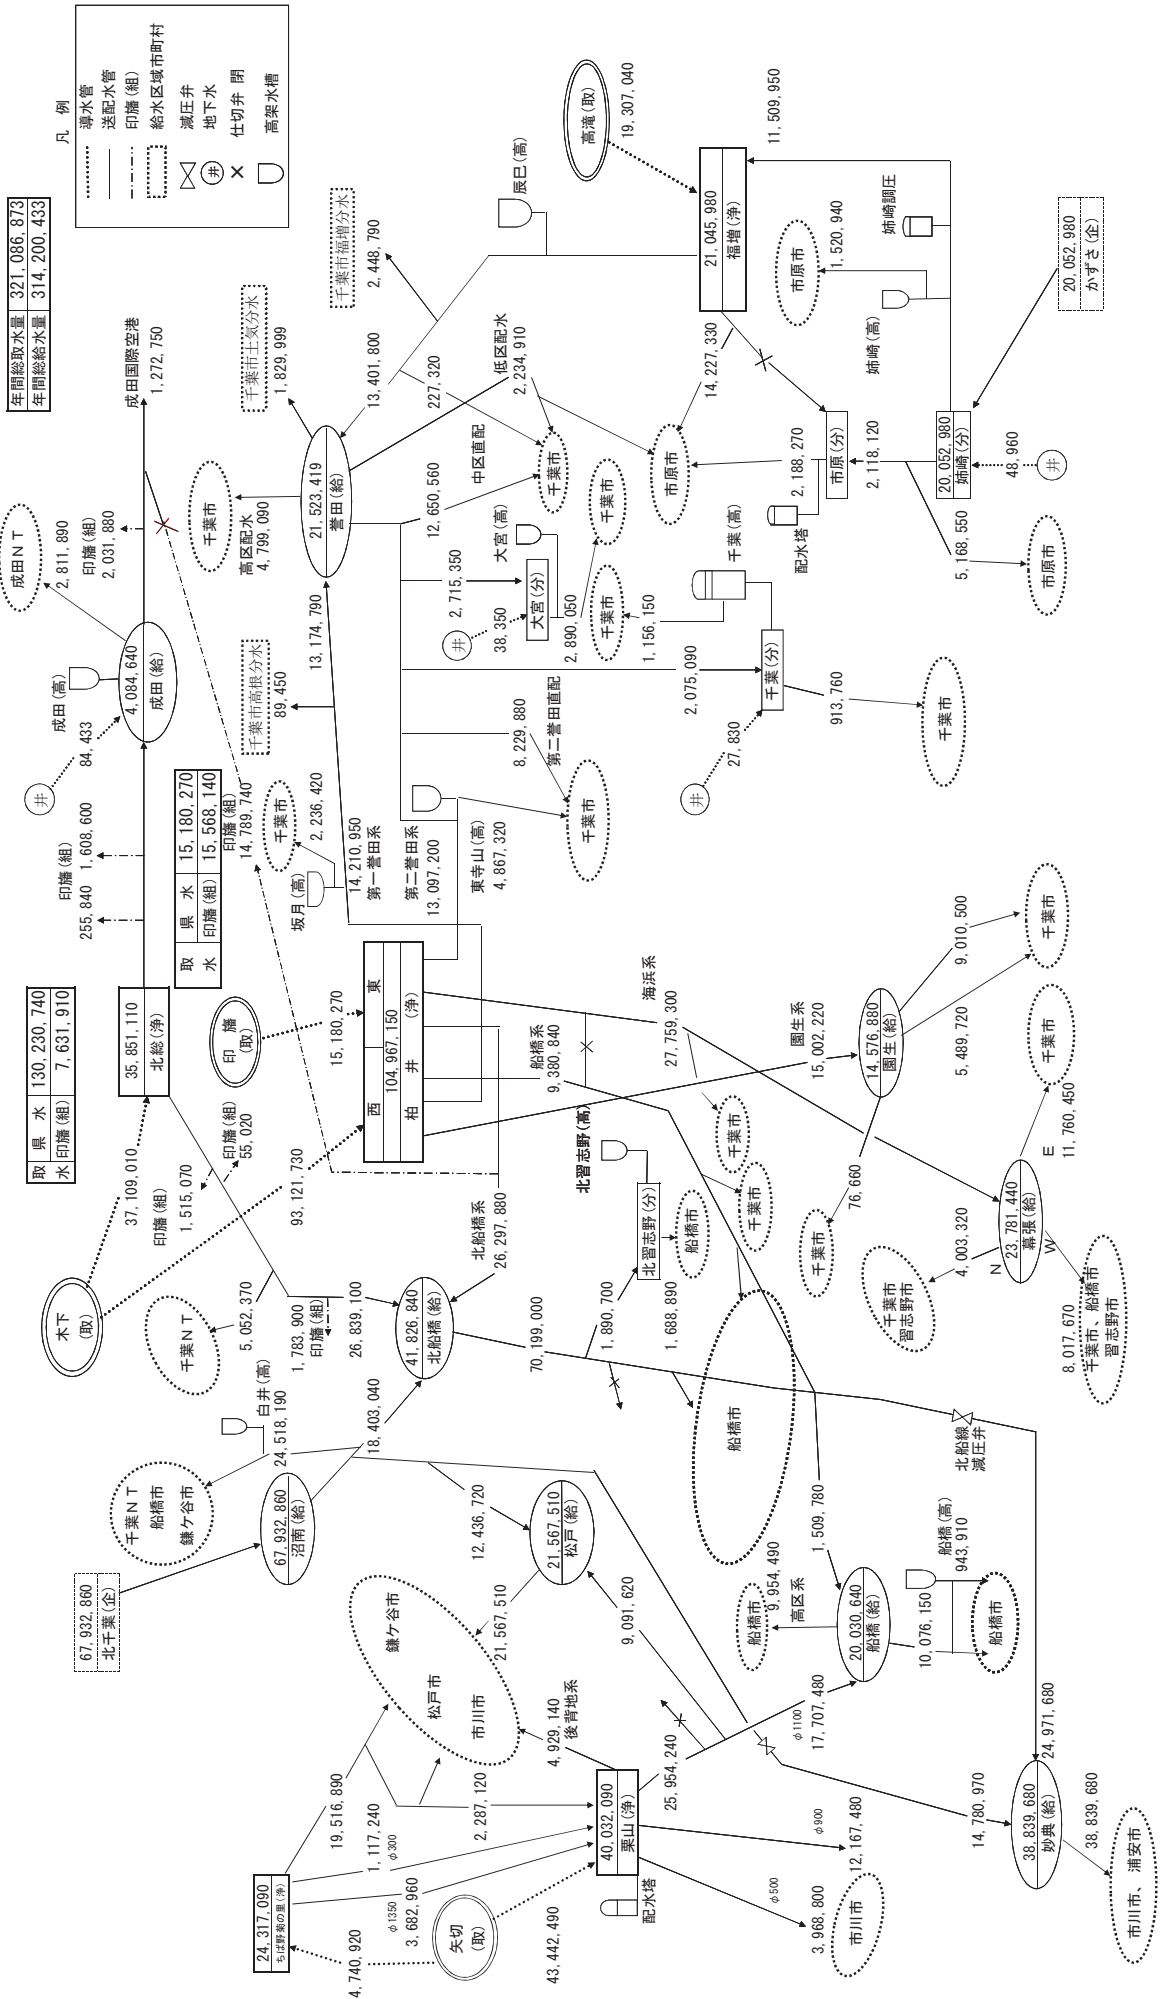 凡　例
導水管
送配水管
印旛(組)
給水区域市町村
減圧弁
井 地下水
仕切弁 閉
高架水槽
年間総取水量 321,086,873
年間総給水量 314,200,433
成田国際空港
1,272,750
成田ＮＴ
2,811,890
印旛(組)
2,031,880
成田(高)
4,084,640
成田(給)
井
84,433
印旛(組)
255,840 1,608,600
取水 県水 15,180,270
印旛(組) 15,568,140
取水 県水 130,230,740
印旛(組) 7,631,910
35,851,110
北総(浄)
37,109,010
木下
(取)
93,121,730
印旛(組)
1,515,070
印旛(組)
55,020
印旛
(取)
15,180,270
印旛(組)
14,789,740
千葉ＮＴ
5,052,370
1,783,900
印旛(組)
26,839,100
41,826,840
北船橋(給)
北船橋系
26,297,880
西 東
104,967,150
柏 井 (浄)
千葉市土気分水
1,829,999
千葉市福増分水
2,448,790
千葉市
高区配水
4,799,090
21,523,419
誉田(給)
13,401,800
227,320
低区配水
2,234,910
千葉市高根分水
89,450
13,174,790
千葉市
2,236,420
坂月(高)
14,210,950
第一誉田系
第二誉田系
13,097,200
東寺山(高)
4,867,320
12,650,560
中区直配
千葉市
2,715,350
大宮(高)
井
38,350
大宮(分)
2,890,050
千葉市
8,229,880
第二誉田直配
千葉市
2,075,090
千葉市
1,156,150
千葉(高)
井
27,830
千葉(分)
913,760
千葉市
辰巳(高)
高滝(取)
19,307,040
21,045,980
福増(浄)
11,509,950
市原市
14,227,330
市原市
1,520,940
姉崎調圧
姉崎(高)
配水塔
2,188,270
市原(分)
2,118,120
20,052,980
姉崎(分)
20,052,980
かずさ(企)
井
48,960
5,168,550
市原市
船橋系
9,380,840
海浜系
27,759,300
園生系
15,002,220
14,576,880
園生(給)
9,010,500
5,489,720
千葉市
千葉市
76,660
千葉市
千葉市
千葉市
23,781,440
幕張(給)
N
E
W
11,760,450
4,003,320
千葉市
習志野市
8,017,670
千葉市、船橋市
習志野市
北習志野(高)
北習志野(分)
船橋市
1,890,700
1,688,890
70,199,000
船橋市
北船線
減圧弁
1,509,780
白井(高)
千葉ＮＴ
船橋市
鎌ケ谷市
24,518,190
67,932,860
北千葉(企)
67,932,860
沼南(給)
18,403,040
12,436,720
21,567,510
松戸(給)
21,567,510
9,091,620
鎌ケ谷市
松戸市
市川市
4,929,140
後背地系
船橋市
9,954,490
高区系
20,030,640
船橋(給)
船橋(高)
943,910
10,076,150
船橋市
φ1100
17,707,480
25,954,240
24,317,090
ちば野菊の里(浄)
19,516,890
1,117,240
φ300
2,287,120
φ1350
3,682,960
4,740,920
矢切
(取)
43,442,490
40,032,090
栗山(浄)
配水塔
φ900
12,167,480
φ500
3,968,800
市川市
14,780,970
24,971,680
38,839,680
妙典(給)
38,839,680
市川市、浦安市